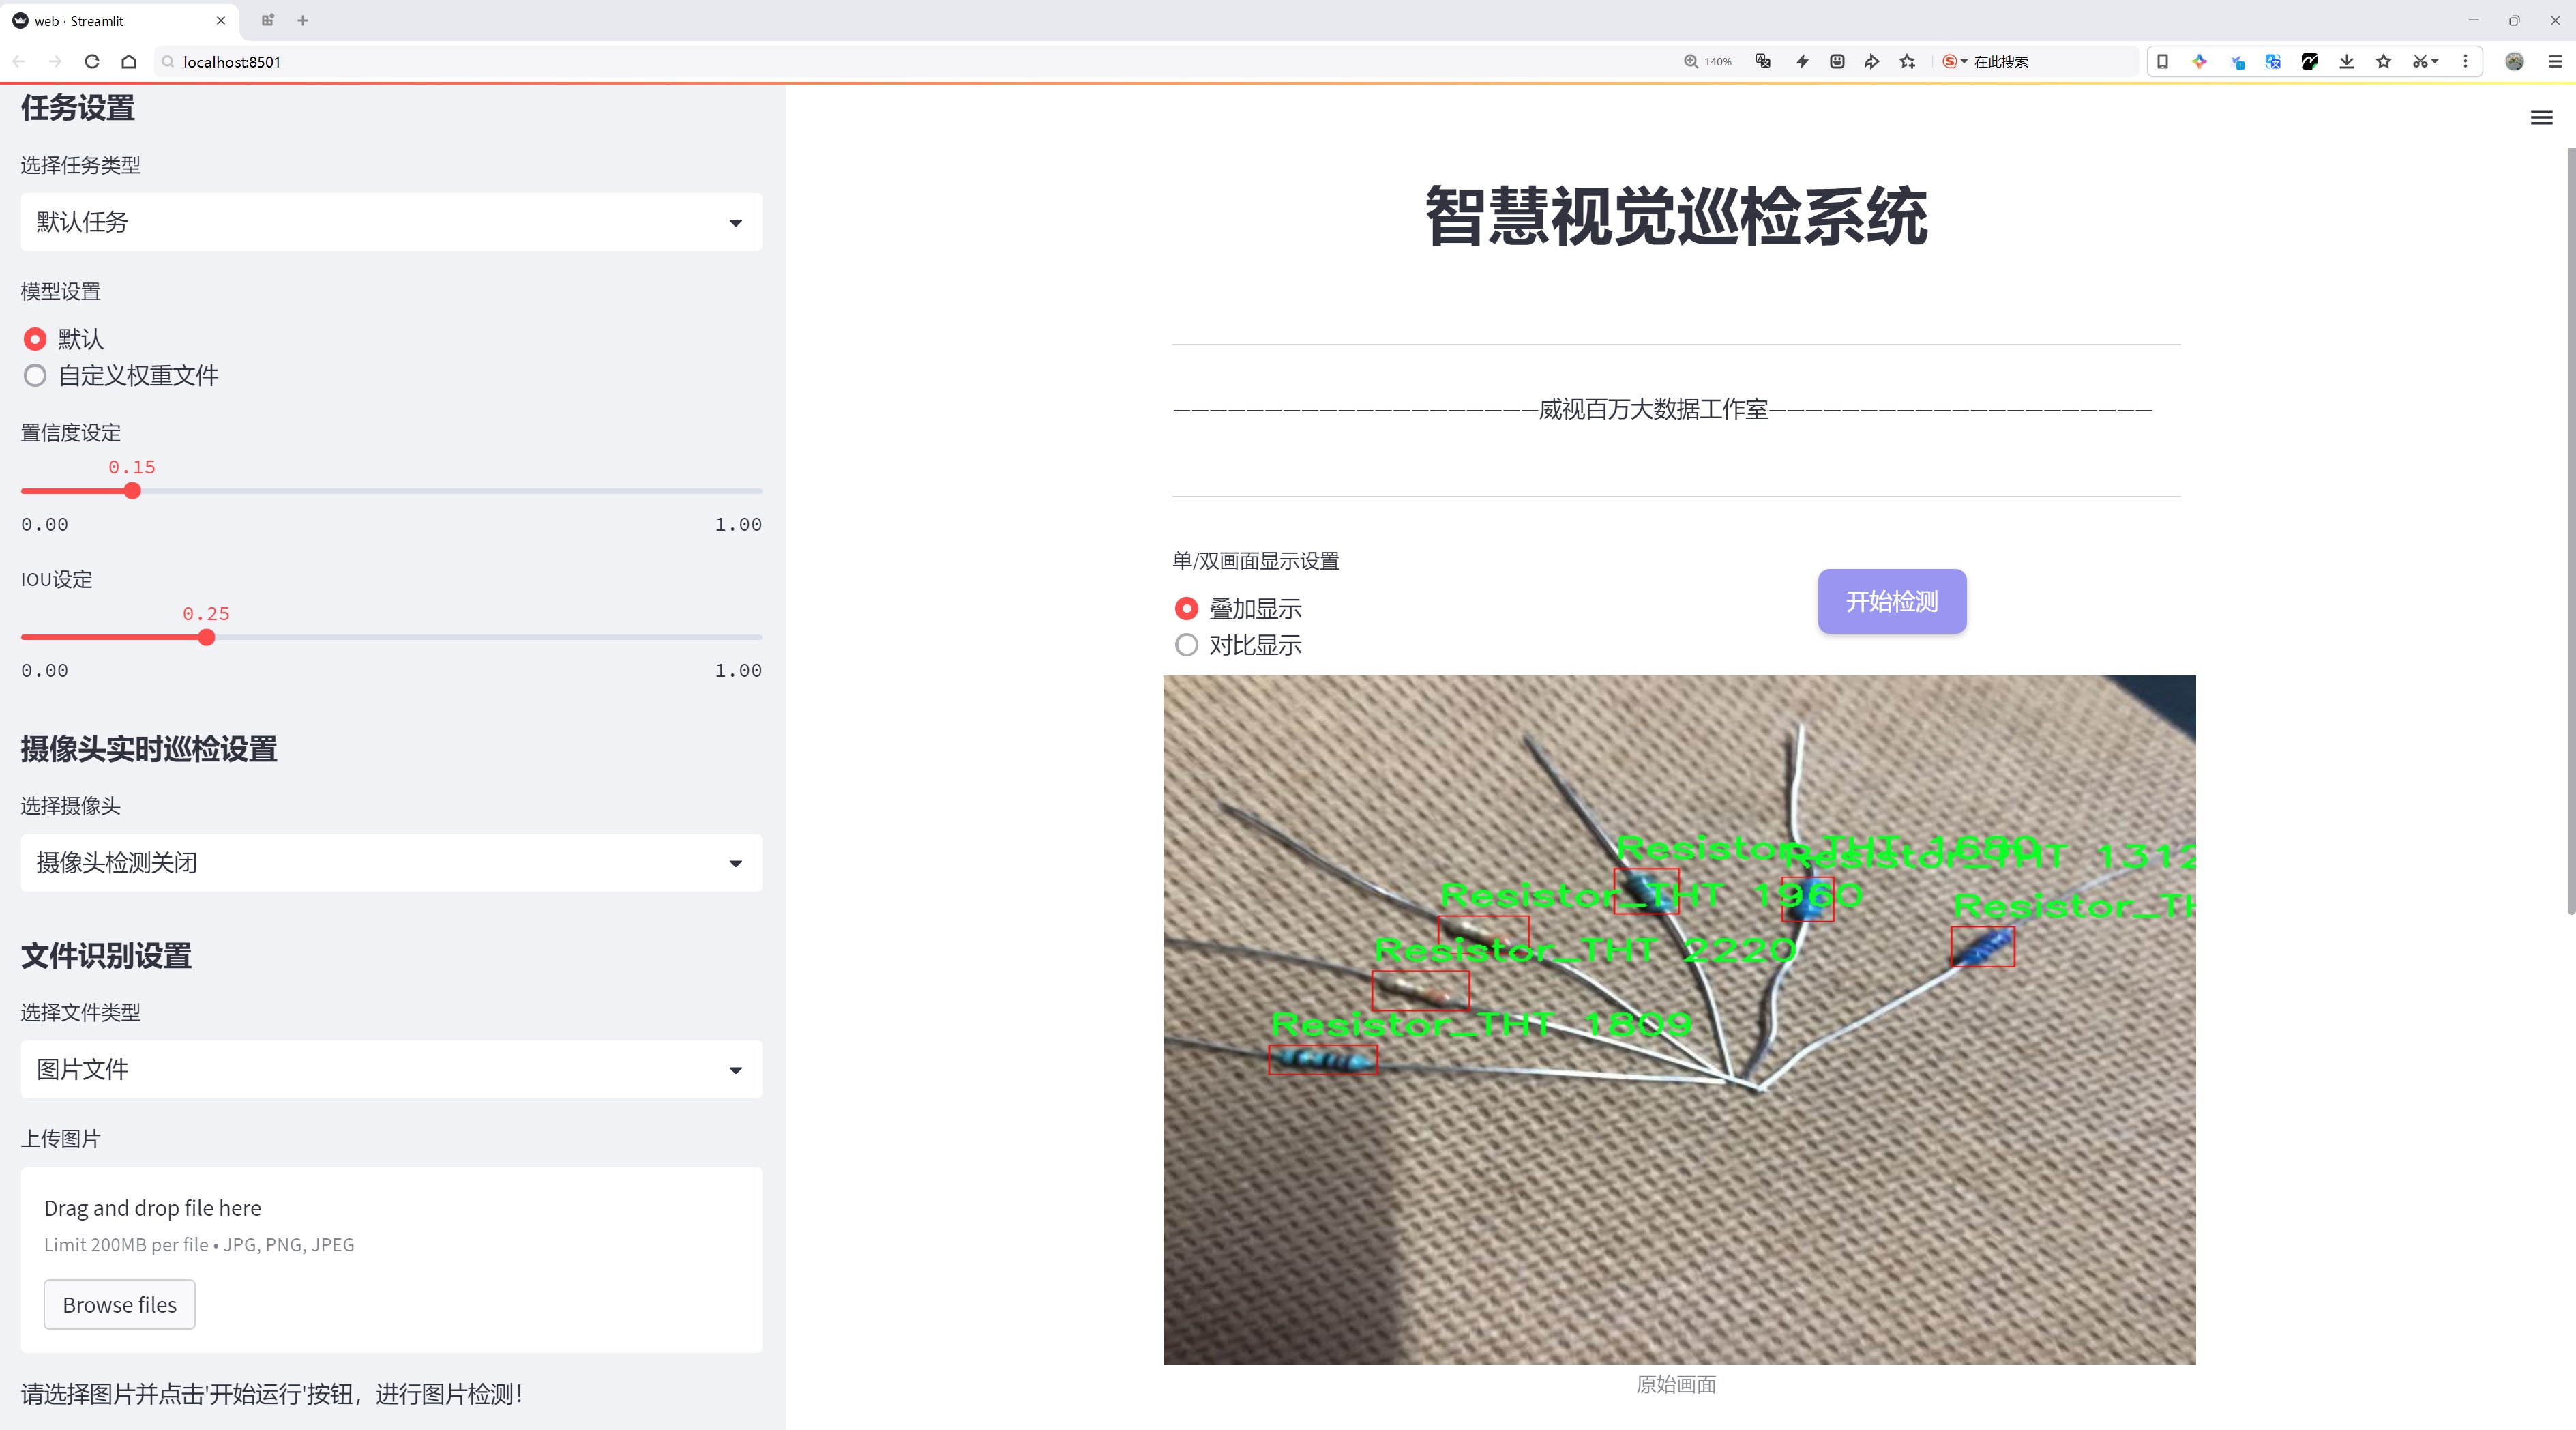 web · Streamlit
localhost:8501
140%
在此搜索
任务设置
选择任务类型
默认任务
模型设置
默认
自定义权重文件
置信度设定
0.15
0.00
1.00
IOU设定
0.25
0.00
1.00
摄像头实时巡检设置
选择摄像头
摄像头检测关闭
文件识别设置
选择文件类型
图片文件
上传图片
Drag and drop file here
Limit 200MB per file • JPG, PNG, JPEG
Browse files
请选择图片并点击'开始运行'按钮，进行图片检测！
智慧视觉巡检系统
————————————————————威视百万大数据工作室—————————————————————
单/双画面显示设置
叠加显示
对比显示
开始检测
Resistor_THT
Resistor_THT 1312
Resistor_THT 1960
Resistor_TH
Resistor_THT 2220
Resistor_THT 1809
原始画面